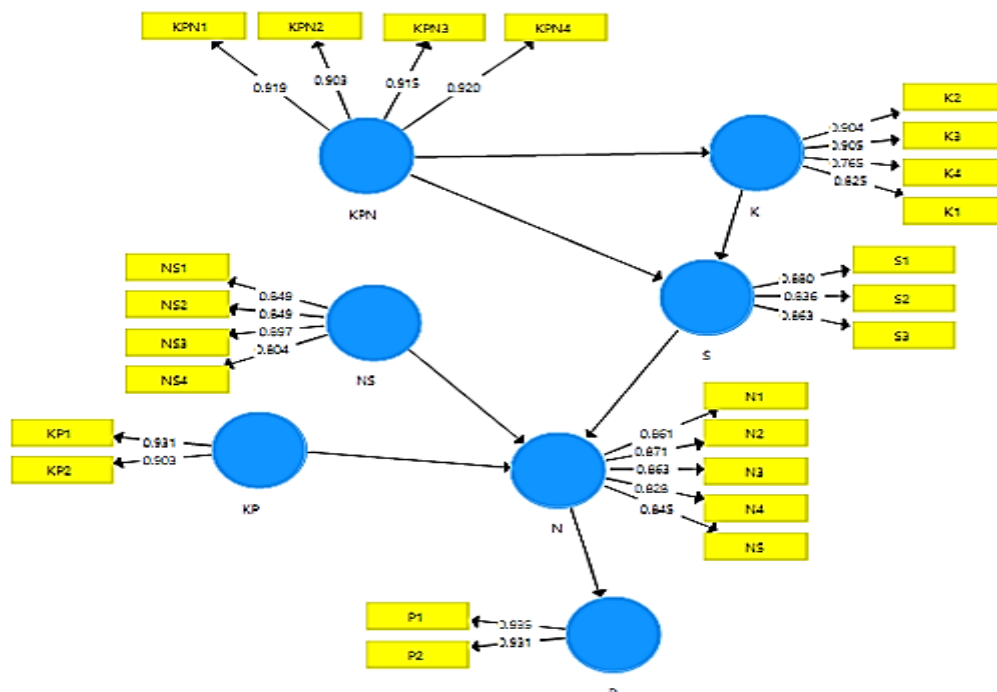 KPN1
KPN2
KPN3
KPN4
0.919
0.903
0.915
0.920
KPN
K2
K3
K4
K1
0.904
0.905
0.765
0.825
K
NS1
NS2
NS3
NS4
0.849
0.849
0.897
0.804
NS
S1
S2
S3
0.880
0.836
0.863
S
KP1
KP2
0.931
0.903
KP
N1
N2
N3
N4
N5
0.861
0.871
0.863
0.828
0.845
N
P1
P2
0.935
0.931